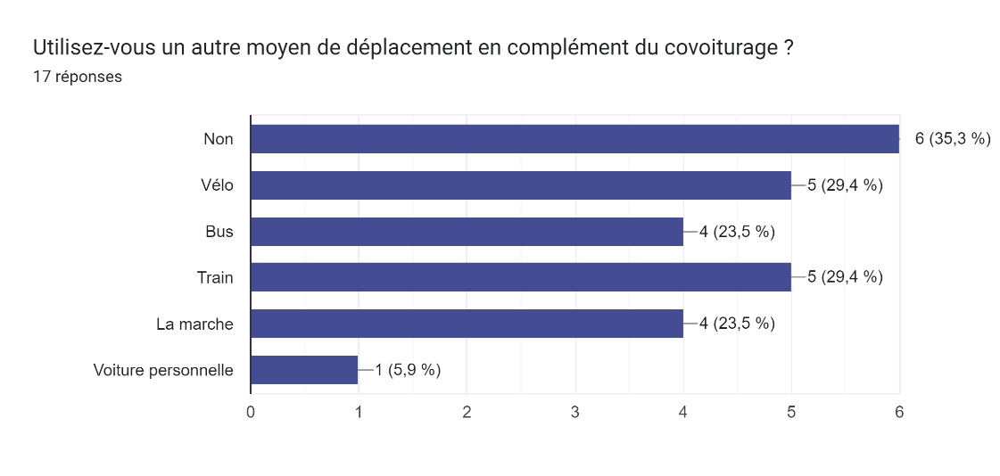 Utilisez-vous un autre moyen de déplacement en complément du covoiturage ?
17 réponses
Non 6 (35,3 %)
Vélo 5 (29,4 %)
Bus 4 (23,5 %)
Train 5 (29,4 %)
La marche 4 (23,5 %)
Voiture personnelle 1 (5,9 %)
0 1 2 3 4 5 6